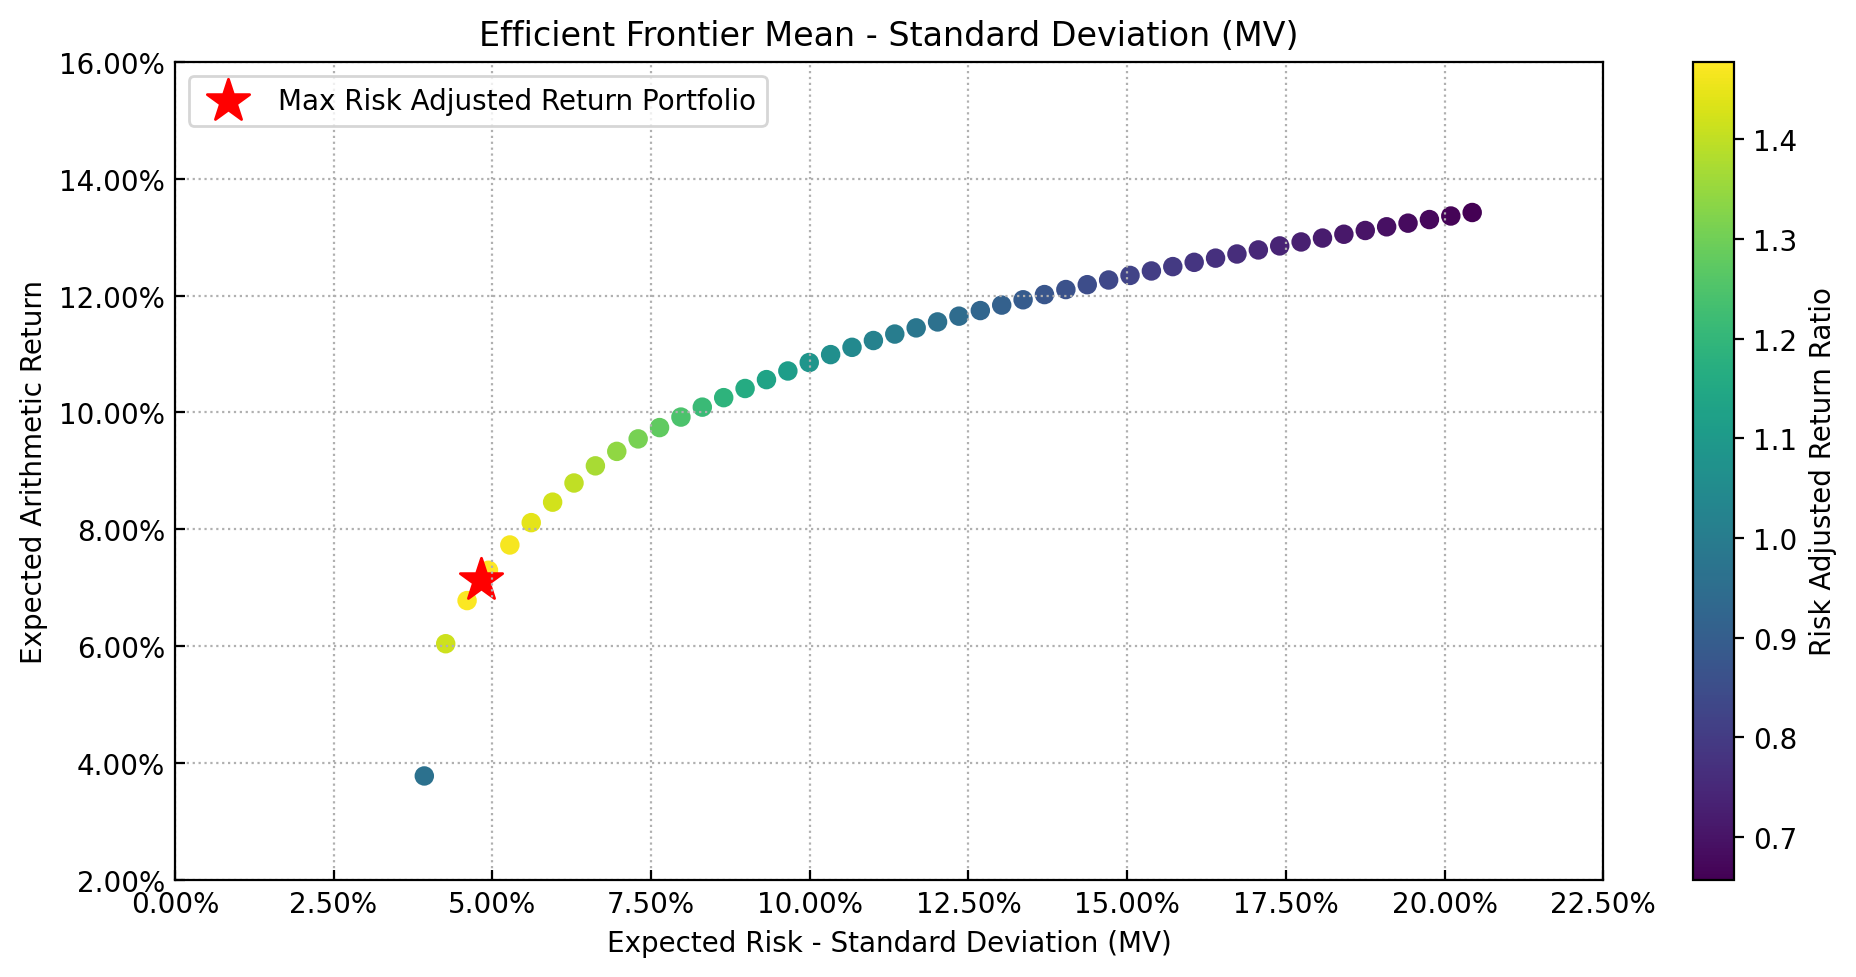 Efficient Frontier Mean - Standard Deviation (MV)
Max Risk Adjusted Return Portfolio
16.00%
14.00%
12.00%
10.00%
8.00%
6.00%
4.00%
2.00%
Expected Arithmetic Return
0.00% 2.50% 5.00% 7.50% 10.00% 12.50% 15.00% 17.50% 20.00% 22.50%
Expected Risk - Standard Deviation (MV)
1.4
1.3
1.2
1.1
1.0
0.9
0.8
0.7
Risk Adjusted Return Ratio